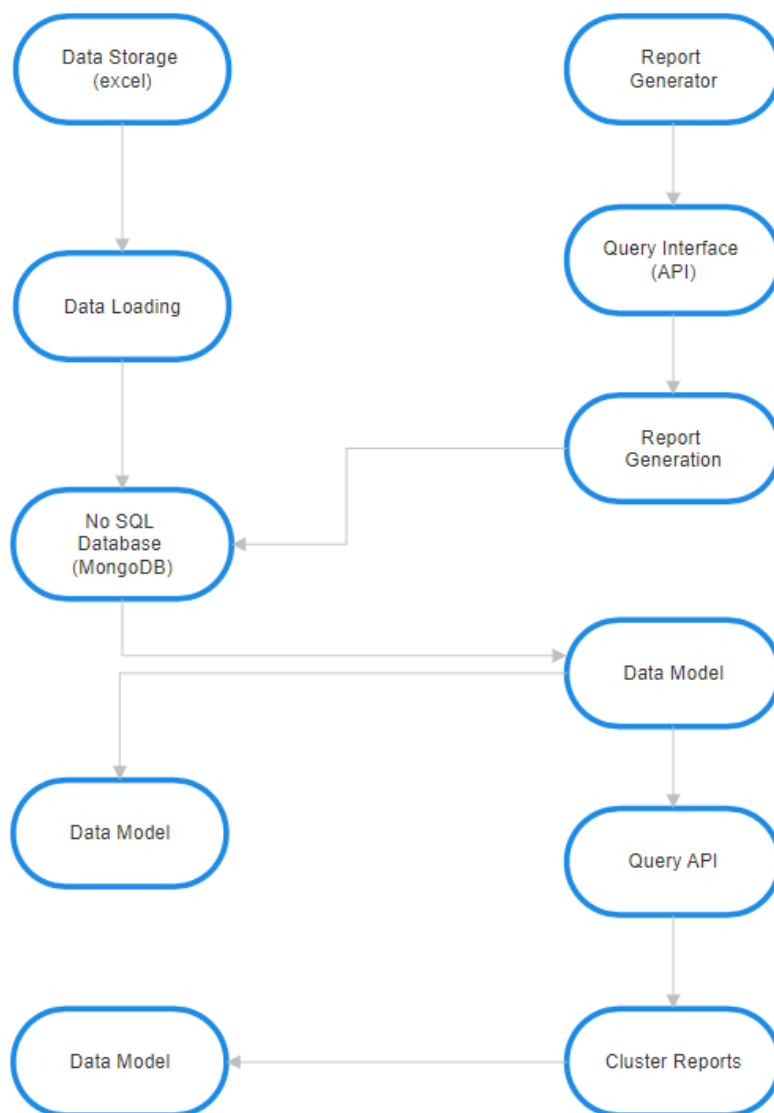 Data Storage
(excel)
Report
Generator
Query Interface
(API)
Data Loading
Report
Generation
No SQL
Database
(MongoDB)
Data Model
Data Model
Query API
Data Model
Cluster Reports